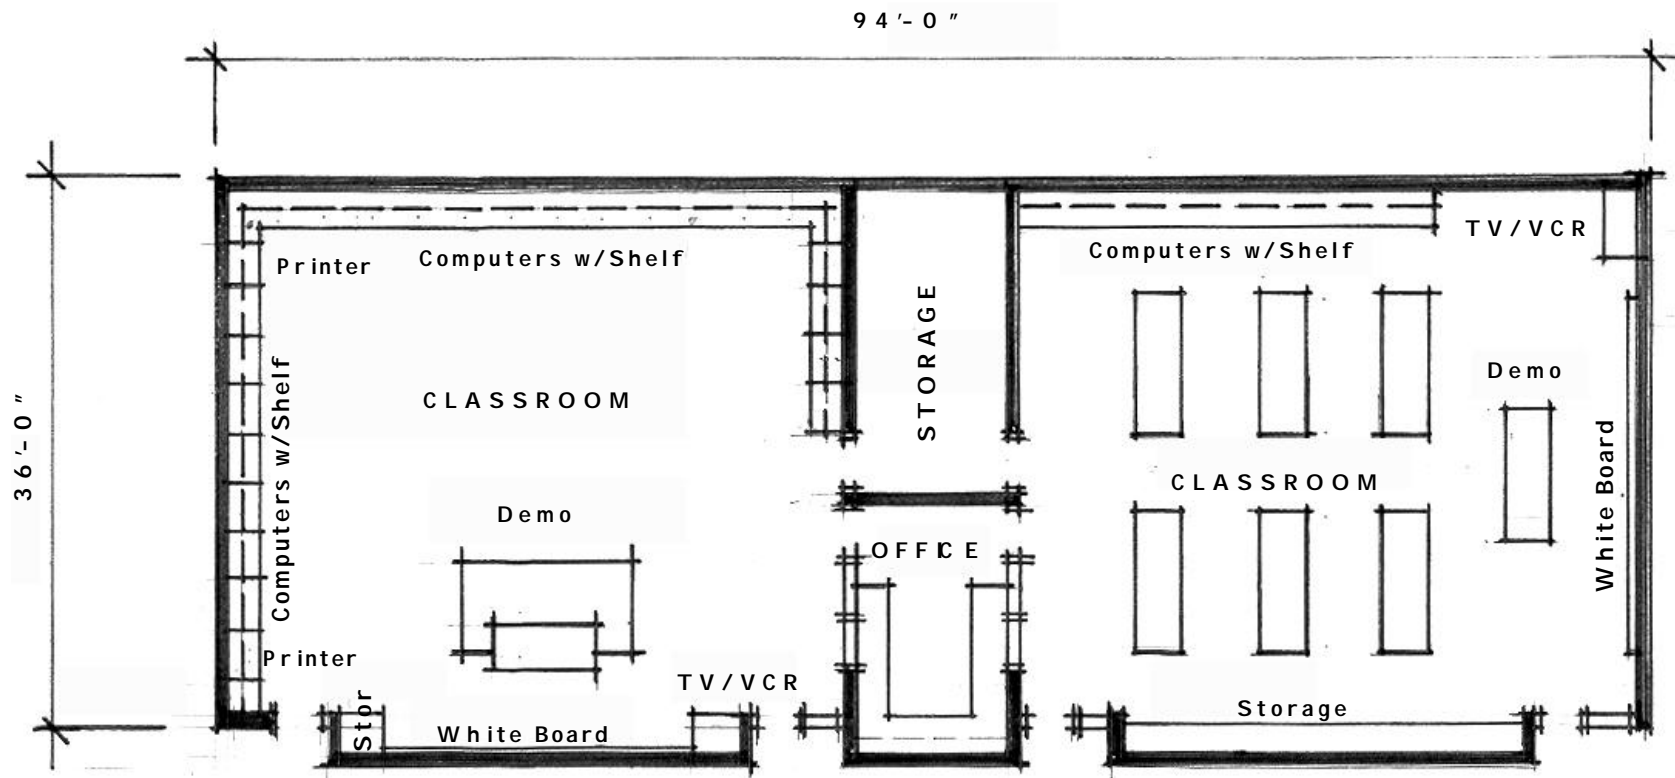 94'-0"
TV/VCR
Computers w/Shelf
Computers w/Shelf
Printer
STORAGE
Demo
Computers w/Shelf
CLASSROOM
36'-0"
White Board
CLASSROOM
Demo
OFFICE
Printer
TV/VCR
Stor
Storage
White Board